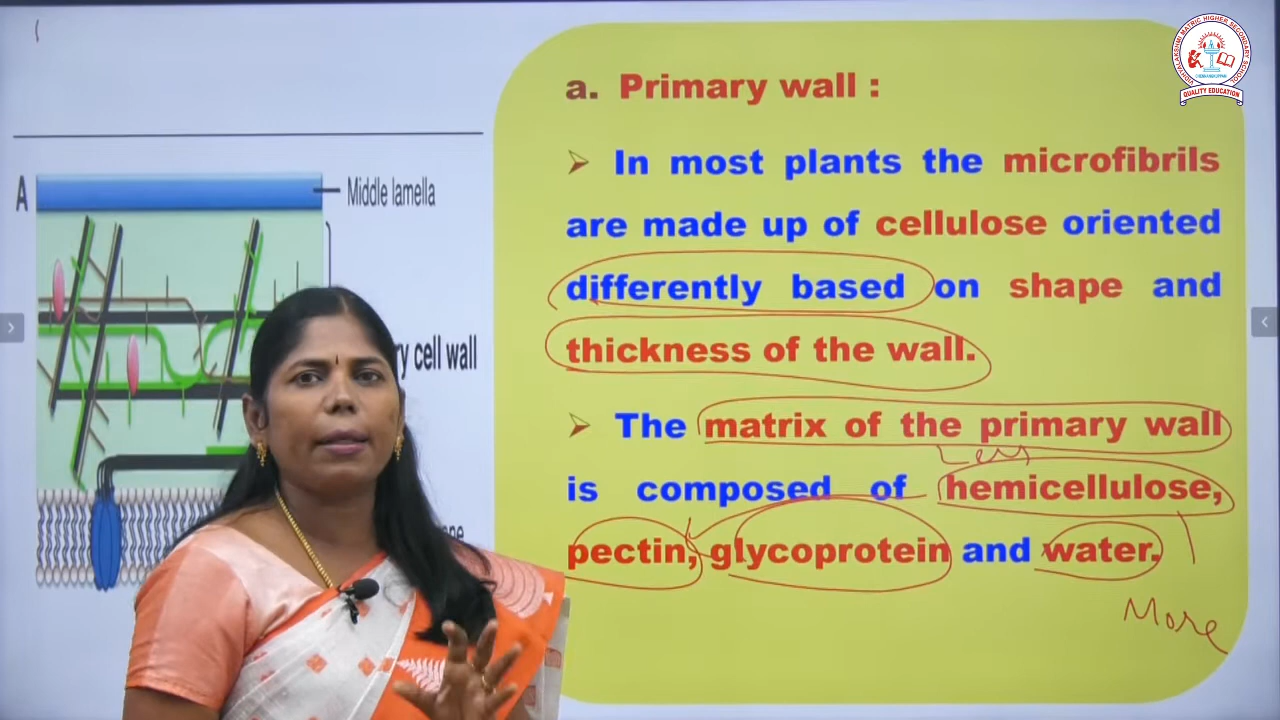 QUALITY EDUCATION
a. Primary wall :
➢ In most plants the microfibrils
are made up of cellulose oriented
differently based on shape and
thickness of the wall.
➢ The matrix of the primary wall
Less
is composed of hemicellulose,
pectin, glycoprotein and water.
More
A
Middle lamella
ry cell wall